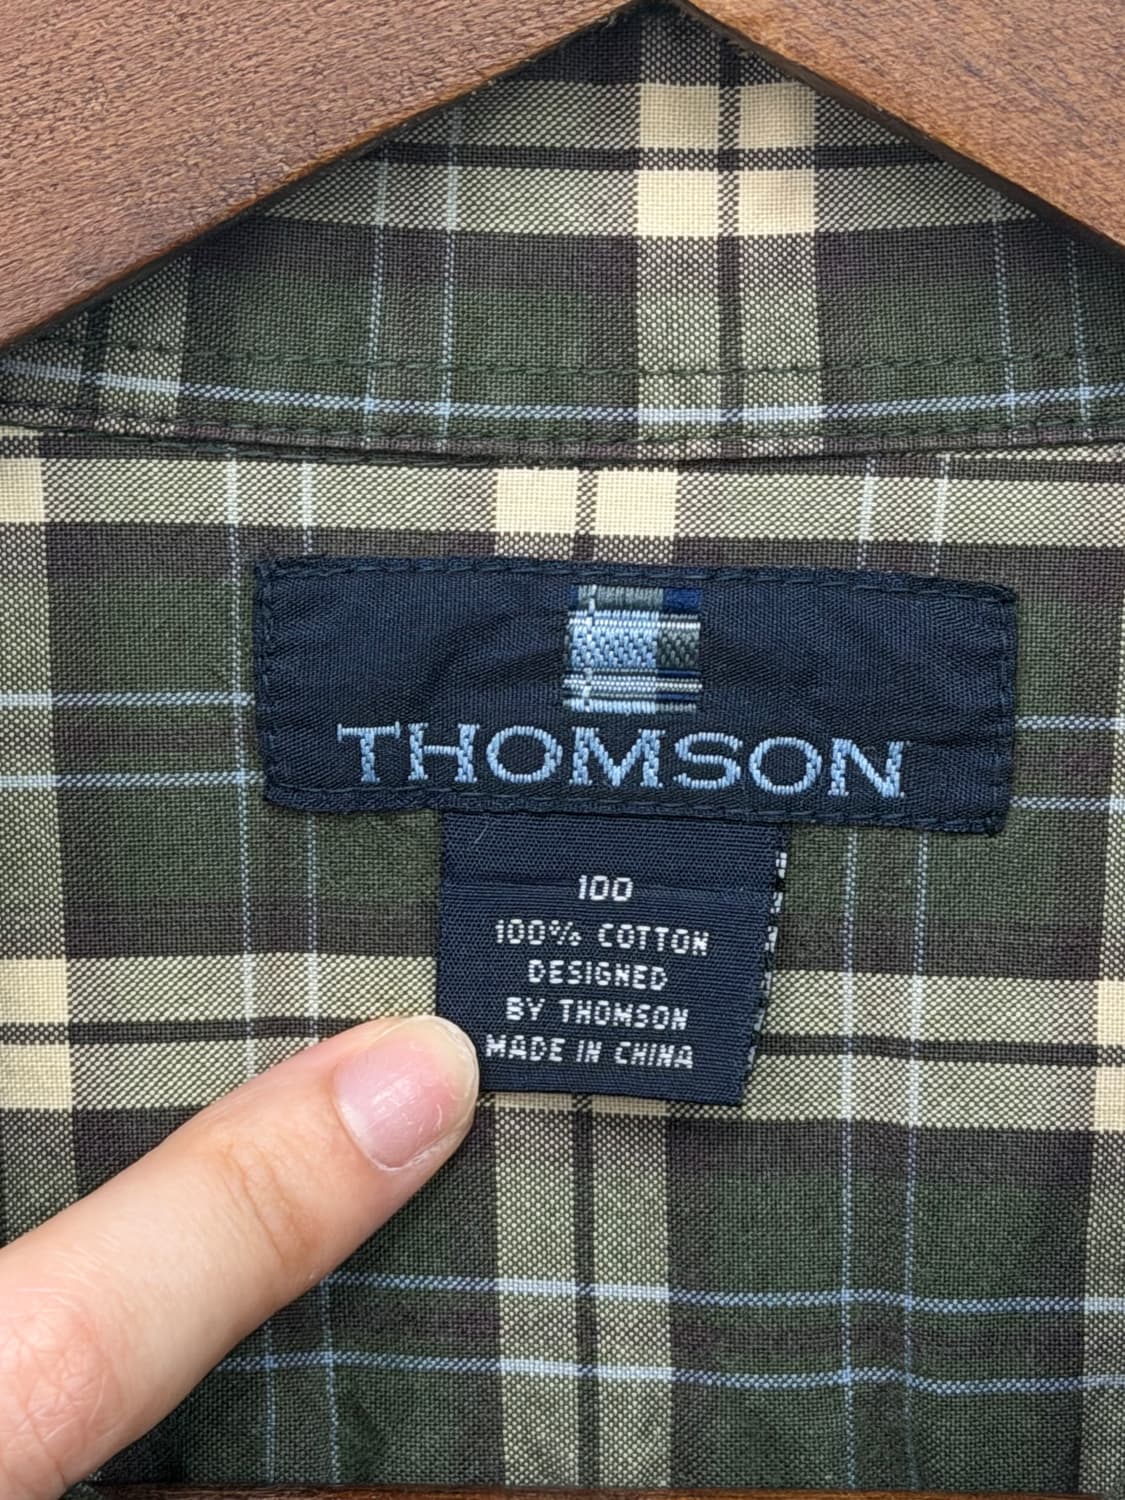 THOMSON
100
100% COTTON
DESIGNED
BY THOMSON
MADE IN CHINA